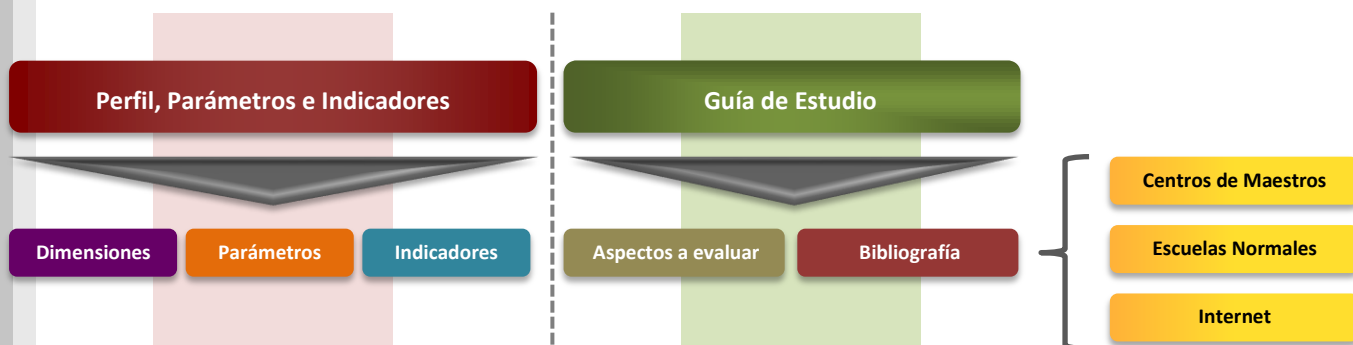 Perfil, Parámetros e Indicadores
Guía de Estudio
Dimensiones
Parámetros
Indicadores
Aspectos a evaluar
Bibliografía
Centros de Maestros
Escuelas Normales
Internet